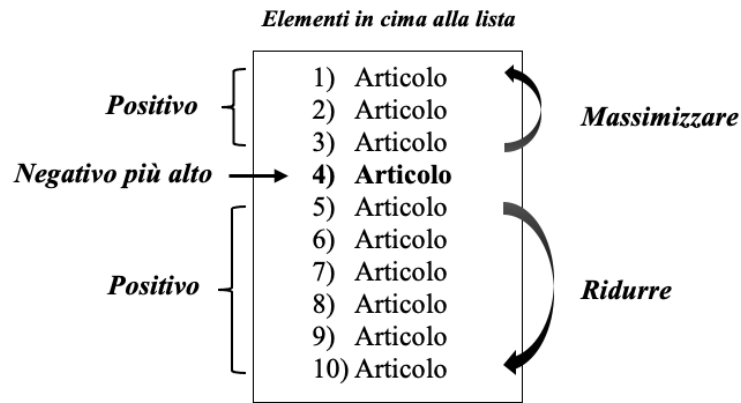 Elementi in cima alla lista
1) Articolo
Positivo
2) Articolo
Massimizzare
3) Articolo
Negativo più alto
4) Articolo
5) Articolo
6) Articolo
7) Articolo
Positivo
Ridurre
8) Articolo
9) Articolo
10) Articolo